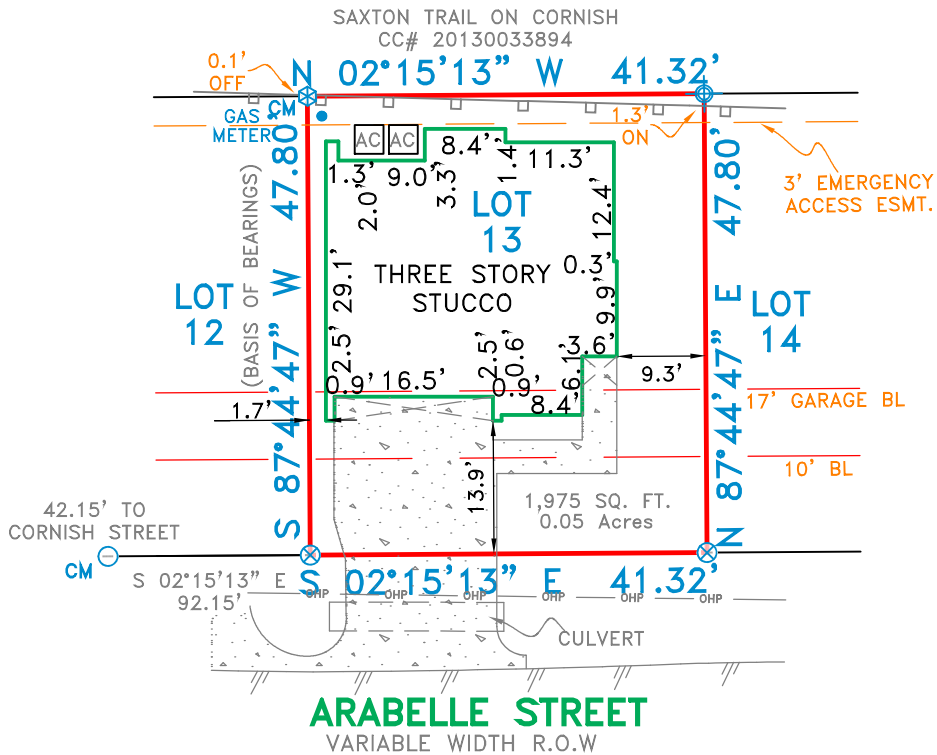 SAXTON TRAIL ON CORNISH
CC# 20130033894
N 02°15'13" W 41.32'
0.1'
OFF
CM
GAS
METER
1.3'
ON
3' EMERGENCY
ACCESS ESMT.
AC AC
1.3'
9.0'
8.4'
1.4'
11.3'
2.0'
3.3'
12.4'
LOT
13
THREE STORY
STUCCO
0.3'
9.9'
29.1'
2.5'
0.9'
16.5'
2.5'
0.6'
0.9'
8.4'
6.1'
3.6'
9.3'
1.7'
13.9'
S 87°44'47" W 47.80'
(BASIS OF BEARINGS)
N 87°44'47" E 47.80'
LOT
12
LOT
14
17' GARAGE BL
10' BL
1,975 SQ. FT.
0.05 Acres
42.15' TO
CORNISH STREET
CM
S 02°15'13" E
92.15'
S 02°15'13" E 41.32'
OHP OHP OHP OHP OHP OHP
CULVERT
ARABELLE STREET
VARIABLE WIDTH R.O.W